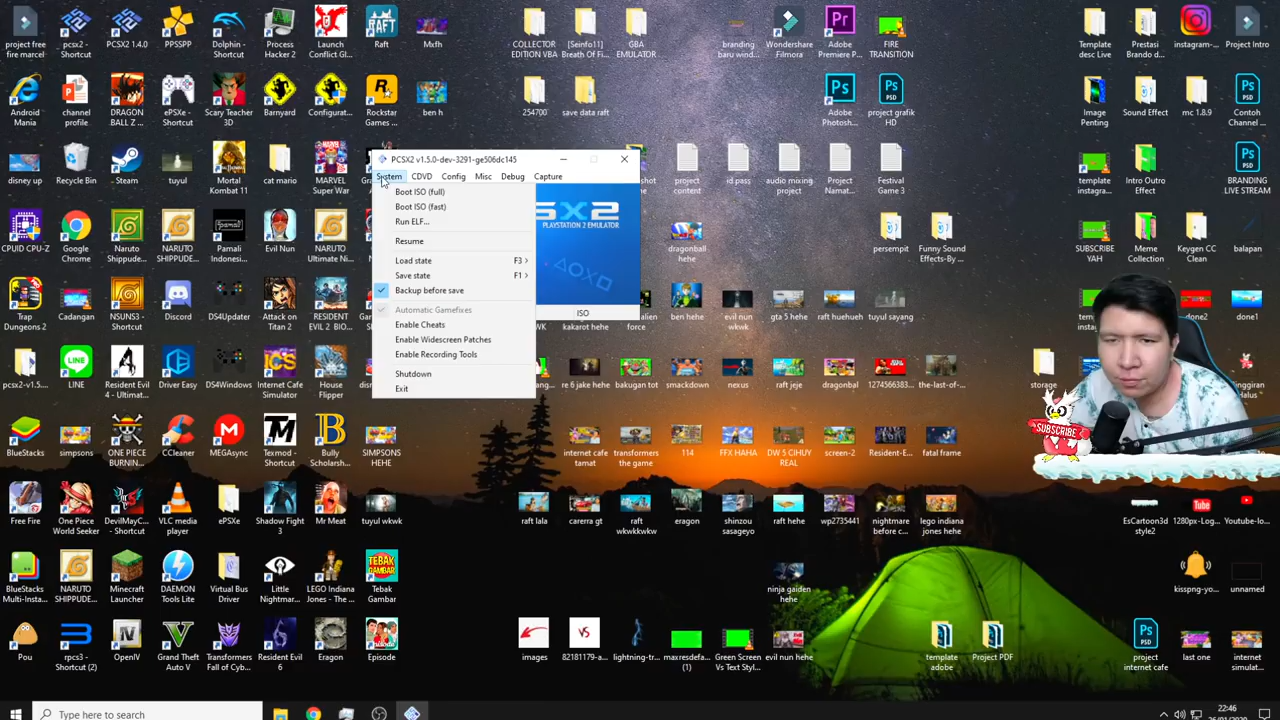 project free
fire marcel
pcsx2 -
Shortcut
PCSX2 1.4.0
PPSSPP
Dolphin -
Shortcut
Process
Hacker 2
Launch
Conflict Gl...
Raft
Mxfh
COLLECTOR
EDITION VBA
[Seinfo11]
Breath Of Fi...
GBA
EMULATOR
branding
baru wind...
Wondershare
Filmora
Adobe
Premiere P...
FIRE
TRANSITION
Template
desc Live
Prestasi
Brando d...
instagram-...
Project Intro
Android
Mania
channel
profile
DRAGON
BALL Z ...
ePSXe -
Shortcut
Scary Teacher
3D
Barnyard
Configurat...
Rockstar
Games ...
ben h
254700
save data raft
Adobe
Photosh...
project grafik
HD
Image
Penting
Sound Effect
mc 1.8.9
Contoh
Channel ...
PCSX2 v1.5.0-dev-3291-ge506dc145
System
CDVD
Config
Misc
Debug
Capture
Boot ISO (full)
Boot ISO (fast)
Run ELF...
Resume
Load state
F3
Save state
F1
Backup before save
Automatic Gamefixes
Enable Cheats
Enable Widescreen Patches
Enable Recording Tools
Shutdown
Exit
PLAYSTATION 2 EMULATOR
ISO
disney up
Recycle Bin
Steam
tuyul
Mortal
Kombat 11
cat mario
MARVEL
Super War
project
content
id pass
audio mixing
project
Project
Namat...
Festival
Game 3
template
instagra...
Intro Outro
Effect
BRANDING
LIVE STREAM
CPUID CPU-Z
Google
Chrome
Naruto
SHIPPUDE...
NARUTO
SHIPPUDE...
Pamali
Indonesi...
Evil Nun
NARUTO
Ultimate Ni...
dragonball
hehe
persempit
Funny Sound
Effects-By ...
SUBSCRIBE
YAH
Meme
Collection
Keygen CC
Clean
balapan
Trap
Dungeons 2
Cadangan
NSUNS3 -
Shortcut
Discord
DS4Updater
Attack on
Titan 2
RESIDENT
EVIL 2 BIO...
kakarot hehe
alien
force
ben hehe
evil nun
wkwk
gta 5 hehe
raft huehueh
tuyul sayang
done2
done1
pcsx2-v1.5...
LINE
Resident Evil
4 - Ultimat...
Driver Easy
DS4Windows
Internet Cafe
Simulator
House
Flipper
re 6 jake hehe
bakugan tot
smackdown
nexus
raft jeje
dragonbal
1274566383...
the-last-of-...
storage
BlueStacks
simpsons
ONE PIECE
BURNIN...
CCleaner
MEGAsync
Texmod -
Shortcut
Bully
Scholarsh...
SIMPSONS
HEHE
internet cafe
tamat
transformers
the game
114
FFX HAHA
DW 5 CIHUY
REAL
screen-2
Resident-E...
fatal frame
SUBSCRIBE
Free Fire
One Piece
World Seeker
DevilMayC...
- Shortcut
VLC media
player
ePSXe
Shadow Fight
3
Mr Meat
tuyul wkwk
raft lala
carerra gt
raft
wkwkkwkw
eragon
shinzou
sasageyo
raft hehe
wp2735441
nightmare
before c...
lego indiana
jones hehe
EsCartoon3d
style2
1280px-Log...
Youtube-lo...
BlueStacks
Multi-Insta...
NARUTO
SHIPPUDE...
Minecraft
Launcher
DAEMON
Tools Lite
Virtual Bus
Driver
Little
Nightmar...
LEGO Indiana
Jones - The ...
TEBAK
GAMBAR
Tebak
Gambar
ninja gaiden
hehe
kisspng-yo...
unnamed
Pou
rpcs3 -
Shortcut (2)
OpenIV
Grand Theft
Auto V
Transformers
Fall of Cyb...
Resident Evil
6
Eragon
Episode
images
VS
82181179-a...
lightning-tr...
maxresdefa...
(1)
Green Screen
Vs Text Styl...
evil nun hehe
template
adobe
Project PDF
project
internet cafe
last one
internet
simulat...
Type here to search
22:46